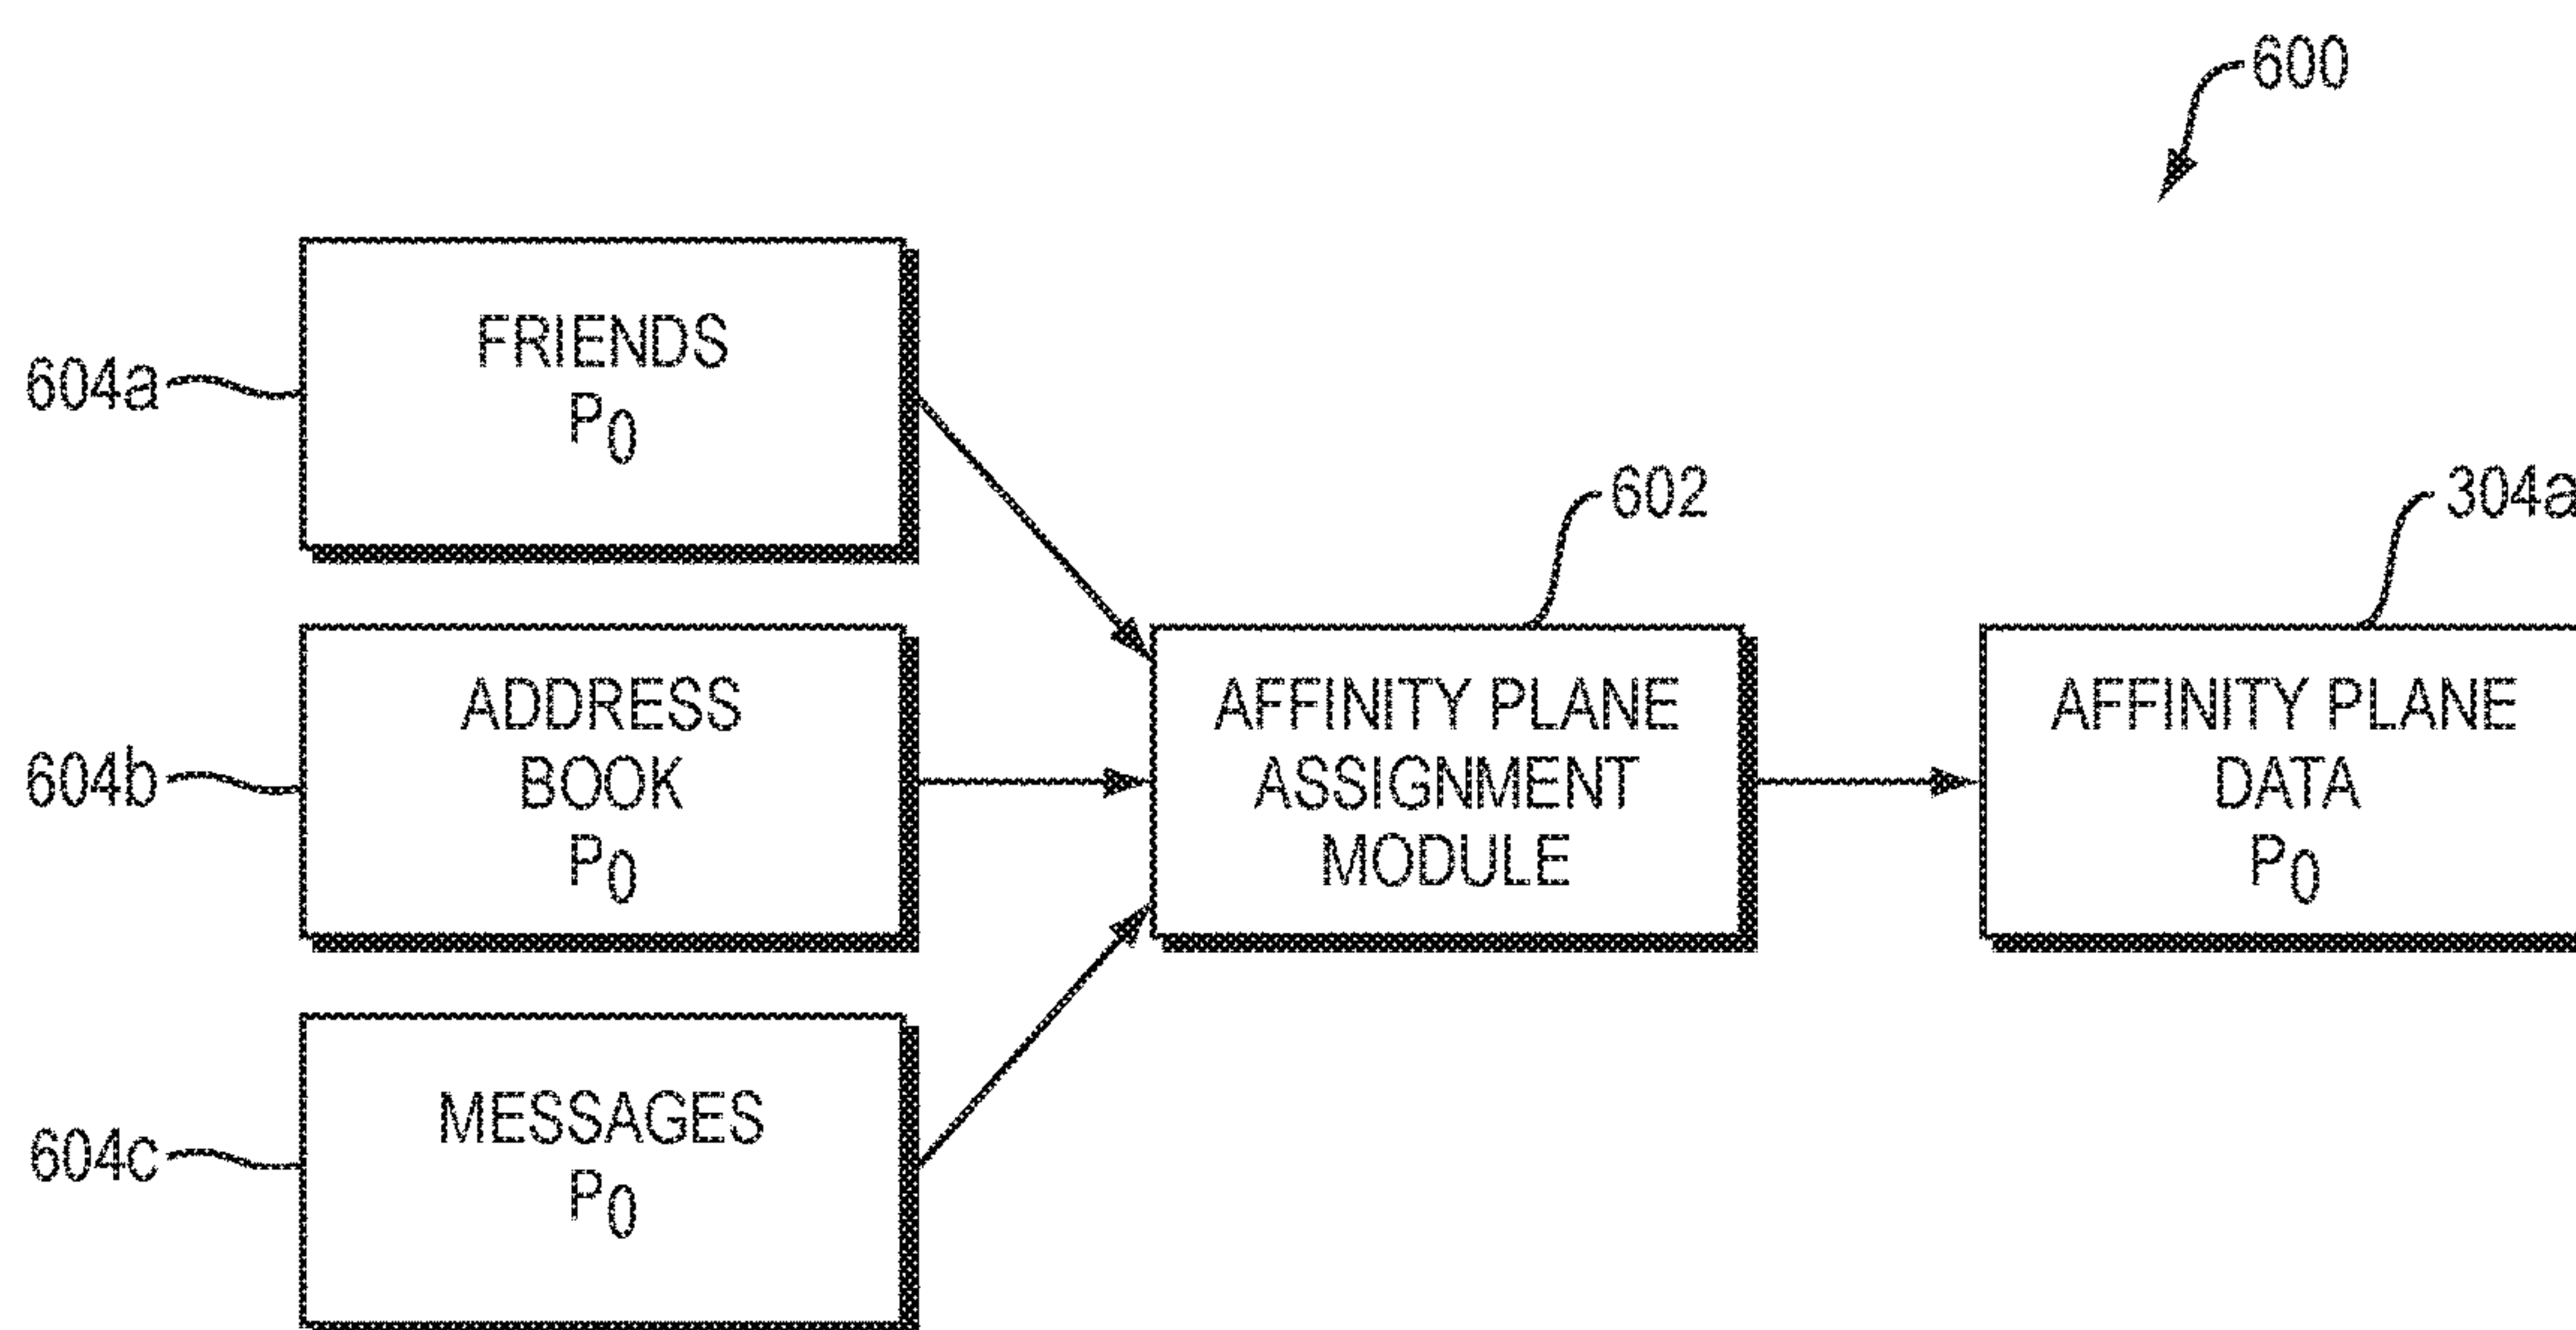 600
604a
FRIENDS
P0
602
304a
604b
ADDRESS
BOOK
P0
AFFINITY PLANE
ASSIGNMENT
MODULE
AFFINITY PLANE
DATA
P0
604c
MESSAGES
P0